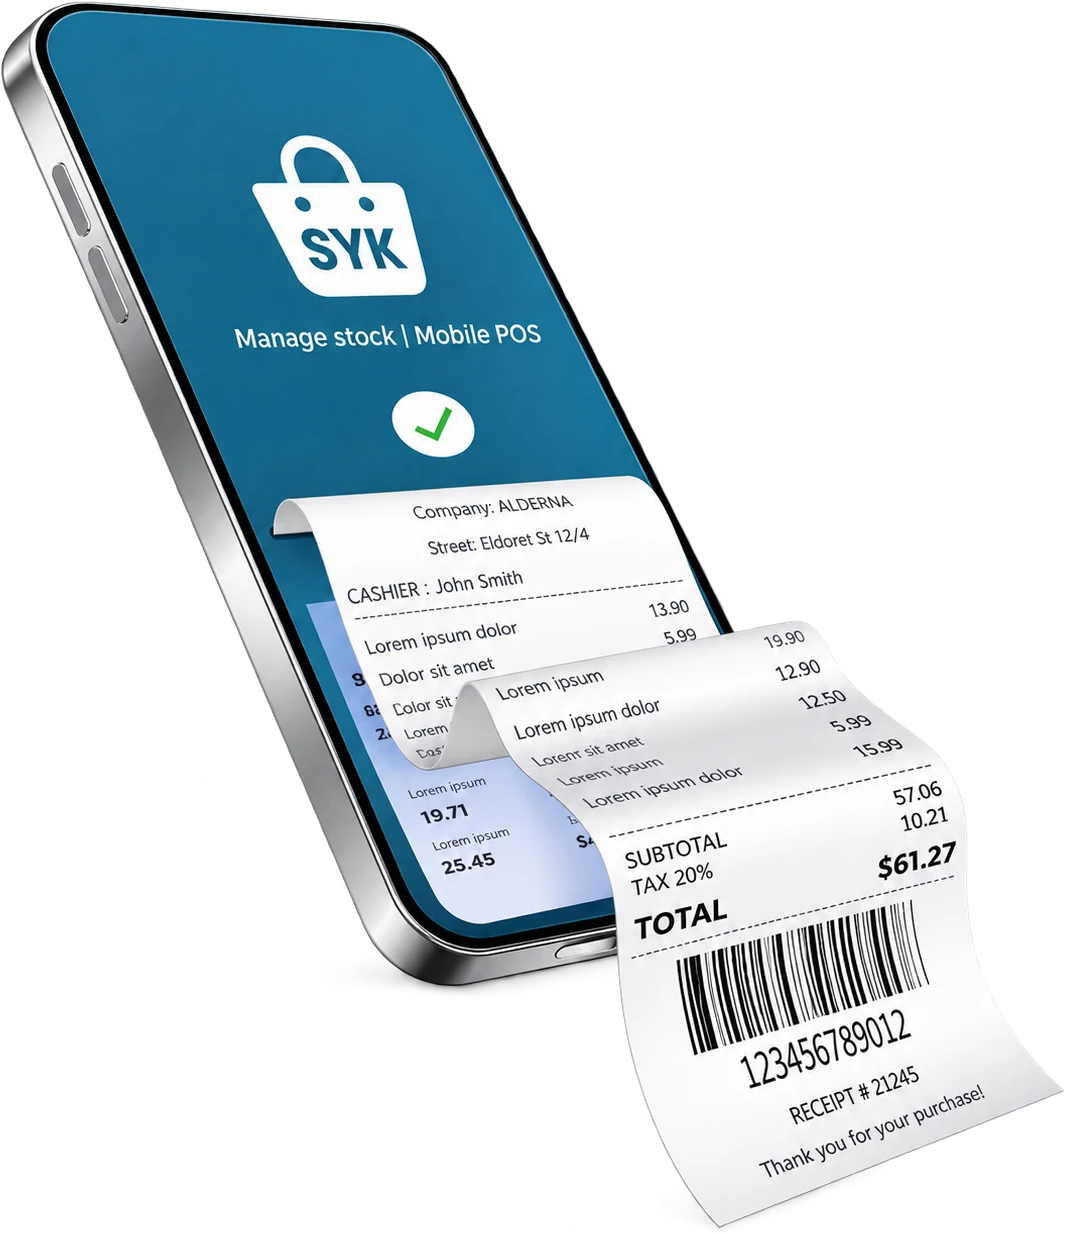 SYK
Manage stock | Mobile POS
Company: ALDERNA
Street: Eldoret St 12/4
CASHIER : John Smith
Lorem ipsum dolor 13.90
Dolor sit amet 5.99
Lorem ipsum 19.90
Lorem ipsum dolor 12.90
Lorem sit amet 12.50
Lorem ipsum 5.99
Lorem ipsum dolor 15.99
SUBTOTAL 57.06
TAX 20% 10.21
TOTAL $61.27
123456789012
RECEIPT # 21245
Thank you for your purchase!
Lorem ipsum
19.71
Lorem ipsum
25.45